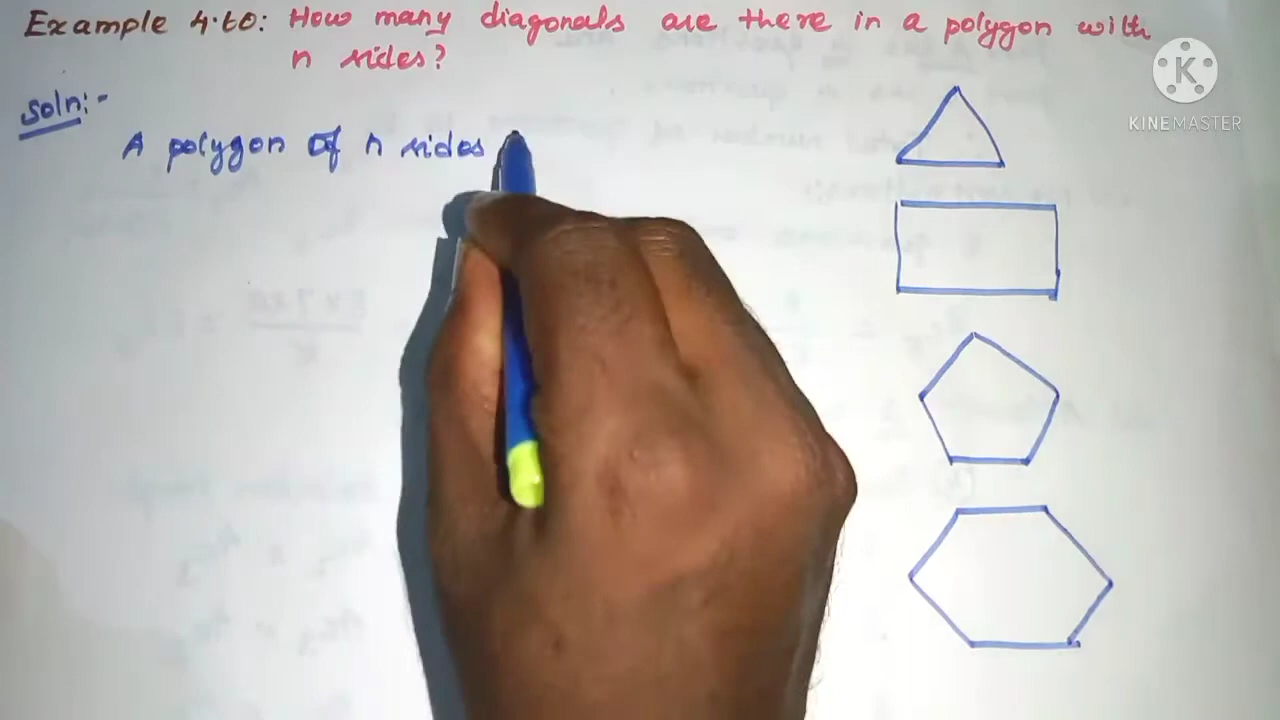 Example 4.60: How many diagonals are there in a polygon with
n sides?
Soln:-
A polygon of n sides
K
KINEMASTER